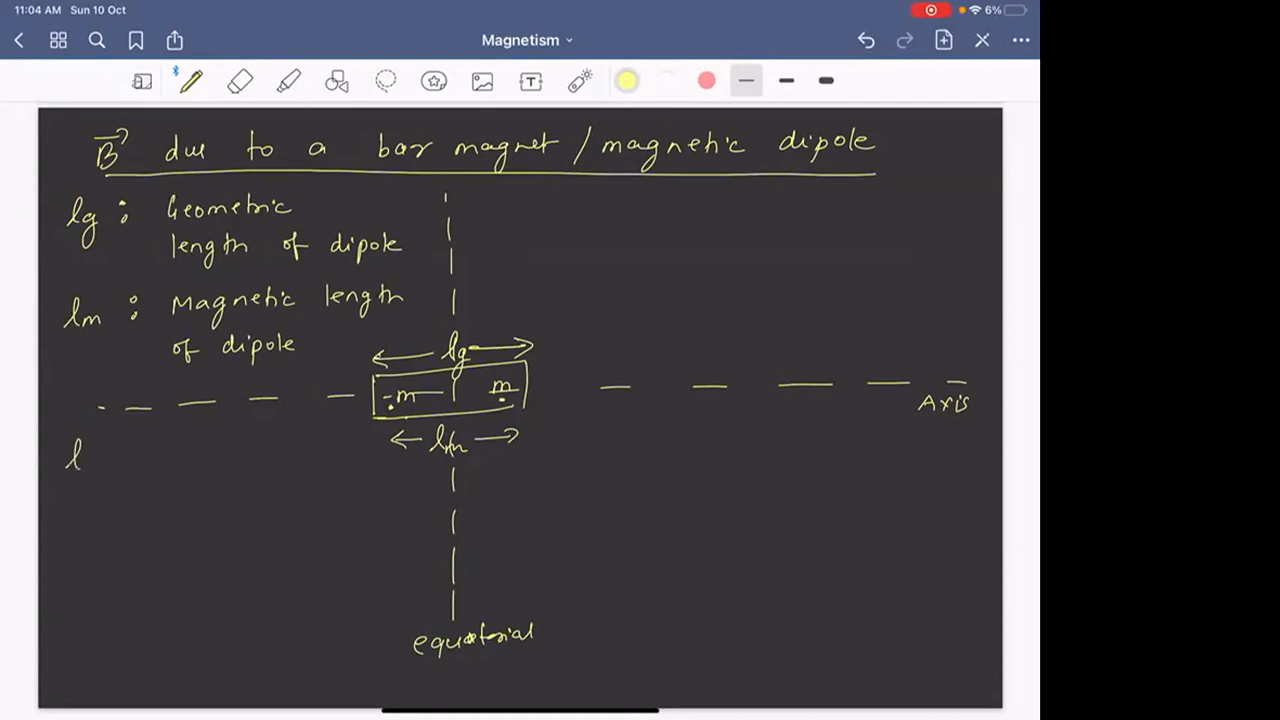 11:04 AM Sun 10 Oct
6%
Magnetism
B due to a bar magnet / magnetic dipole
lg : Geometric
length of dipole
lm : Magnetic length
of dipole
lg
-m
m
Axis
lm
l
equatorial